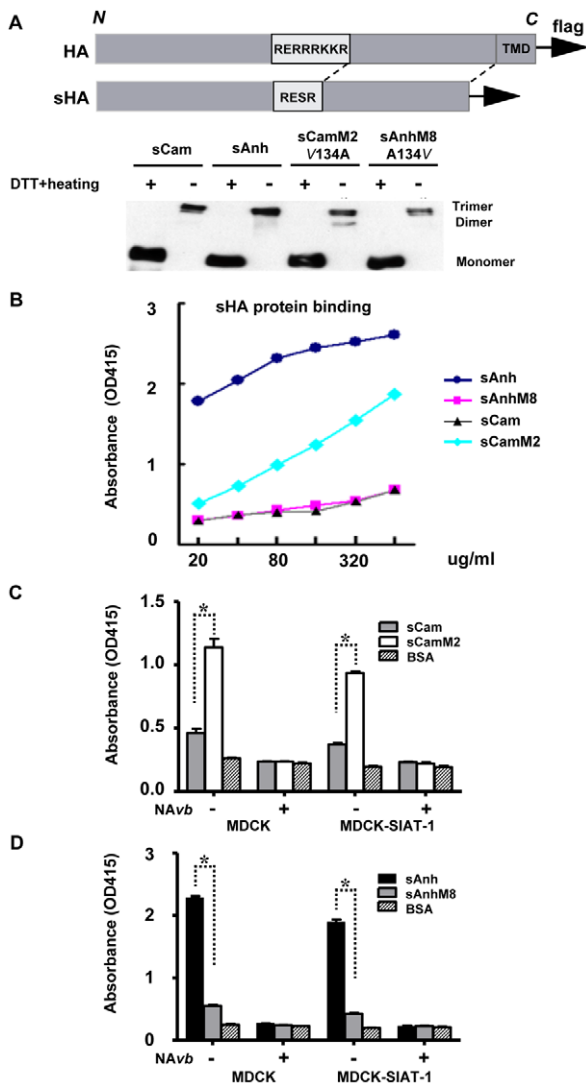 A
N
C
flag
HA
RERRRKKR
TMD
sHA
RESR
sCam sAnh sCamM2 sAnhM8
V134A A134V
DTT+heating + - + - + - + -
Trimer
Dimer
Monomer
B
sHA protein binding
Absorbance (OD415)
3
2
1
0
20 80 320 ug/ml
sAnh
sAnhM8
sCam
sCamM2
C
Absorbance (OD415)
1.5
1.0
0.5
0.0
* *
sCam
sCamM2
BSA
NAvb - + - +
MDCK MDCK-SIAT-1
D
Absorbance (OD415)
3
2
1
0
* *
sAnh
sAnhM8
BSA
NAvb - + - +
MDCK MDCK-SIAT-1